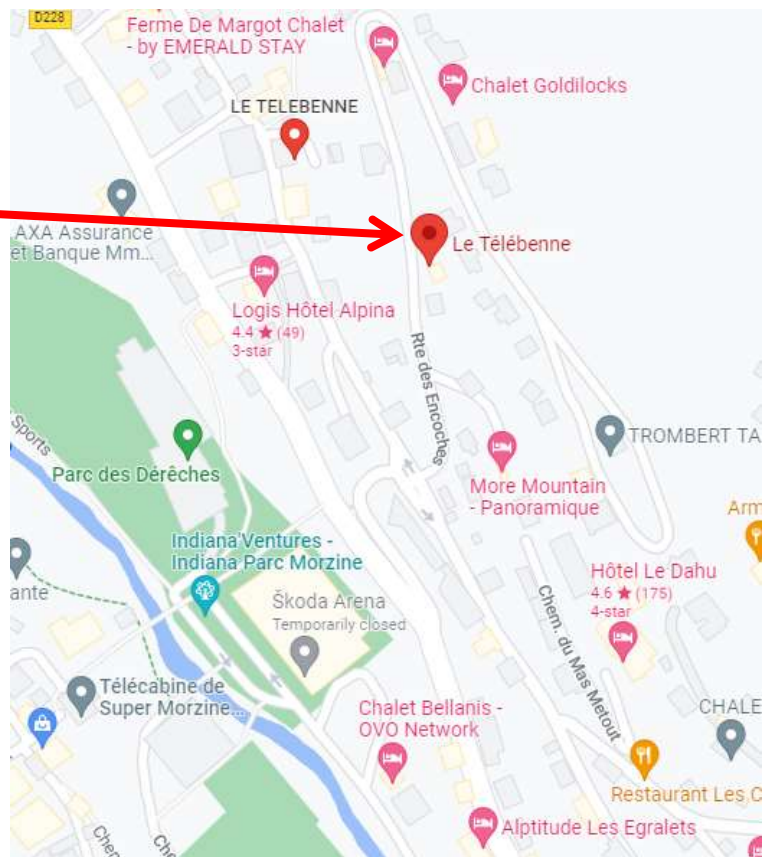 D228
Ferme De Margot Chalet
- by EMERALD STAY
Chalet Goldilocks
LE TELEBENNE
AXA Assurance
et Banque Mm...
Le Télébenne
Logis Hôtel Alpina
4.4 ★ (49)
3-star
Rte des Encoches
Sports
Parc des Dérêches
TROMBERT TA
More Mountain
- Panoramique
Arm
Indiana'Ventures -
Indiana Parc Morzine
ante
Škoda Arena
Temporarily closed
Hôtel Le Dahu
4.6 ★ (175)
4-star
Chem. du Mas Metout
Télécabine de
Super Morzine...
Chalet Bellanis -
OVO Network
CHALE
Restaurant Les C
Alptitude Les Egralets
Chem
Che